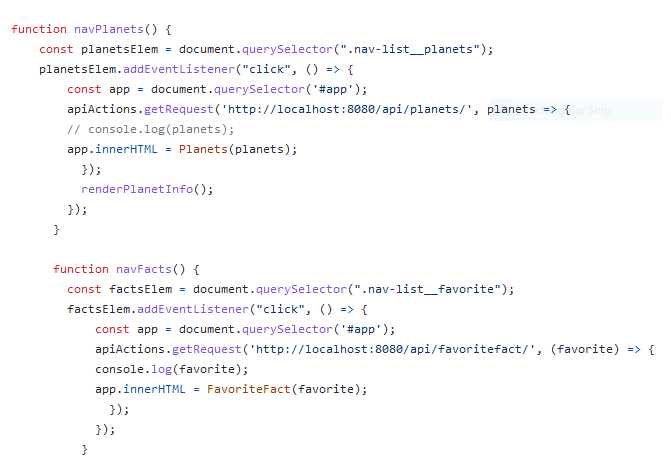 function navPlanets() {
    const planetsElem = document.querySelector(".nav-list__planets");
    planetsElem.addEventListener("click", () => {
        const app = document.querySelector('#app');
        apiActions.getRequest('http://localhost:8080/api/planets/', planets => {
        // console.log(planets);
        app.innerHTML = Planets(planets);
          });
          renderPlanetInfo();
        });
      }

      function navFacts() {
        const factsElem = document.querySelector(".nav-list__favorite");
        factsElem.addEventListener("click", () => {
            const app = document.querySelector('#app');
            apiActions.getRequest('http://localhost:8080/api/favoritefact/', (favorite) => {
            console.log(favorite);
            app.innerHTML = FavoriteFact(favorite);
              });
            });
          }